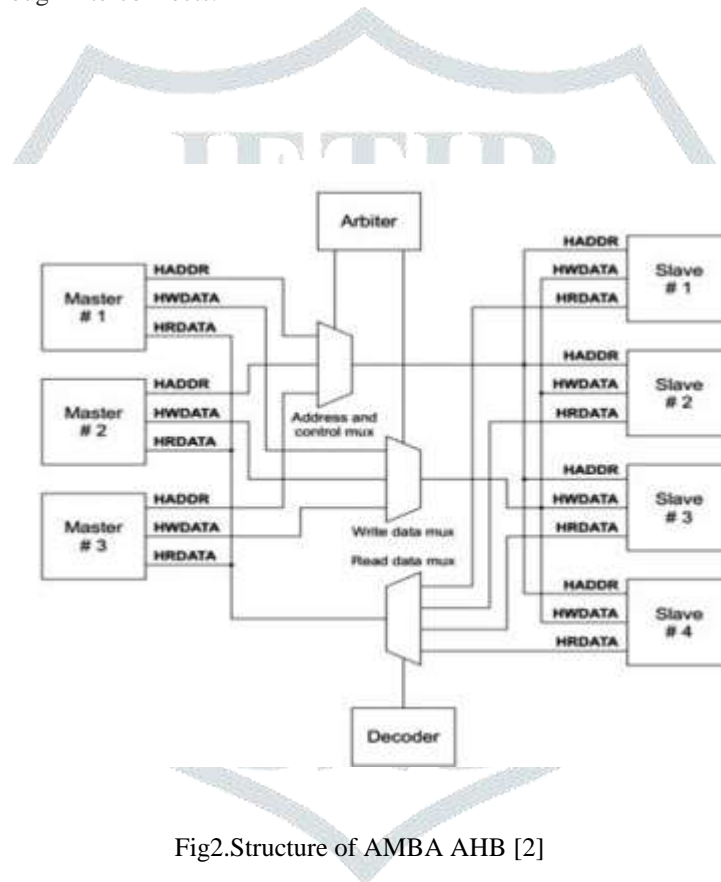 Arbiter
Master
# 1
HADDR
HWDATA
HRDATA
Master
# 2
HADDR
HWDATA
HRDATA
Master
# 3
HADDR
HWDATA
HRDATA
Address and
control mux
Write data mux
Read data mux
HADDR
HWDATA
HRDATA
Slave
# 1
HADDR
HWDATA
HRDATA
Slave
# 2
HADDR
HWDATA
HRDATA
Slave
# 3
HADDR
HWDATA
HRDATA
Slave
# 4
Decoder
Fig2.Structure of AMBA AHB [2]